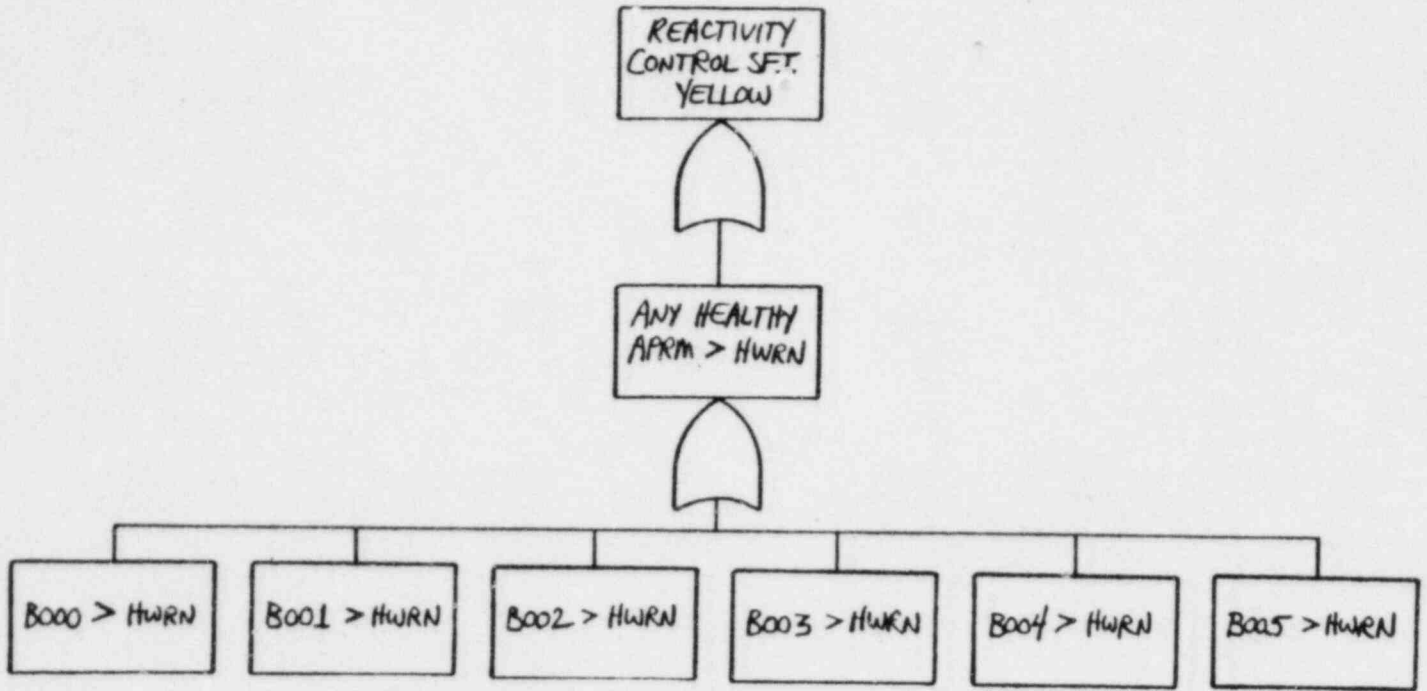 REACTIVITY
CONTROL SFT.
YELLOW
ANY HEALTHY
APRM > HWRN
B000 > HWRN
B001 > HWRN
B002 > HWRN
B003 > HWRN
B004 > HWRN
B005 > HWRN